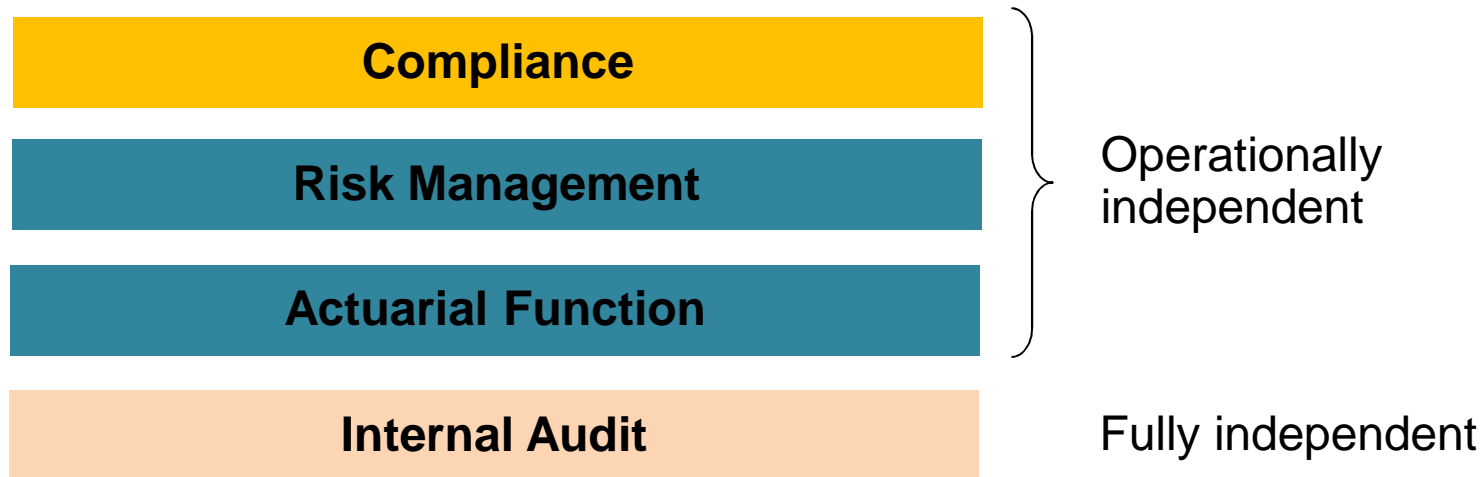 Compliance
Risk Management
Actuarial Function
Operationally
independent
Internal Audit
Fully independent